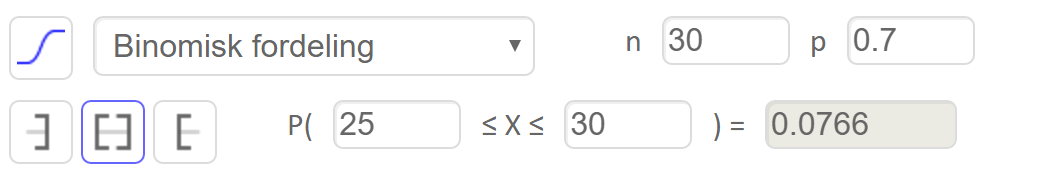 Binomisk fordeling n 30 p 0.7
P( 25 ≤ X ≤ 30 ) = 0.0766